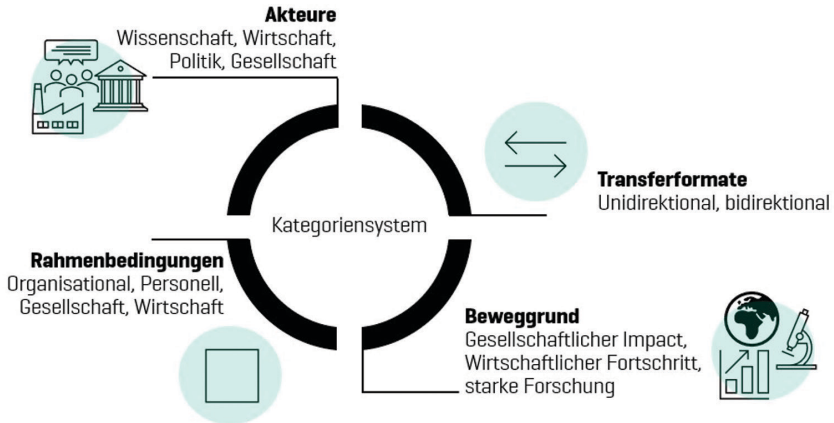 Akteure
Wissenschaft, Wirtschaft,
Politik, Gesellschaft
Transferformate
Unidirektional, bidirektional
Kategoriensystem
Rahmenbedingungen
Organisational, Personell,
Gesellschaft, Wirtschaft
Beweggrund
Gesellschaftlicher Impact,
Wirtschaftlicher Fortschritt,
starke Forschung